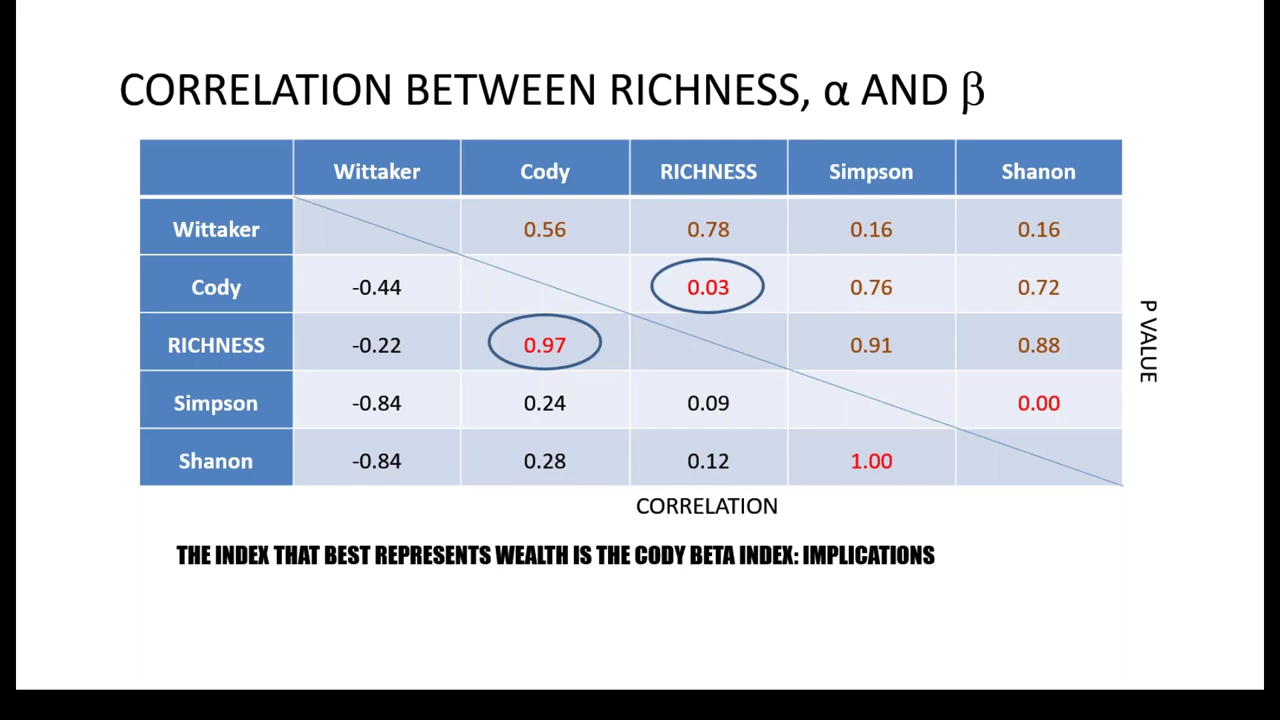 CORRELATION BETWEEN RICHNESS, α AND β
Wittaker Cody RICHNESS Simpson Shanon
Wittaker 0.56 0.78 0.16 0.16
Cody -0.44 0.03 0.76 0.72
RICHNESS -0.22 0.97 0.91 0.88
Simpson -0.84 0.24 0.09 0.00
Shanon -0.84 0.28 0.12 1.00
P VALUE
CORRELATION
THE INDEX THAT BEST REPRESENTS WEALTH IS THE CODY BETA INDEX: IMPLICATIONS